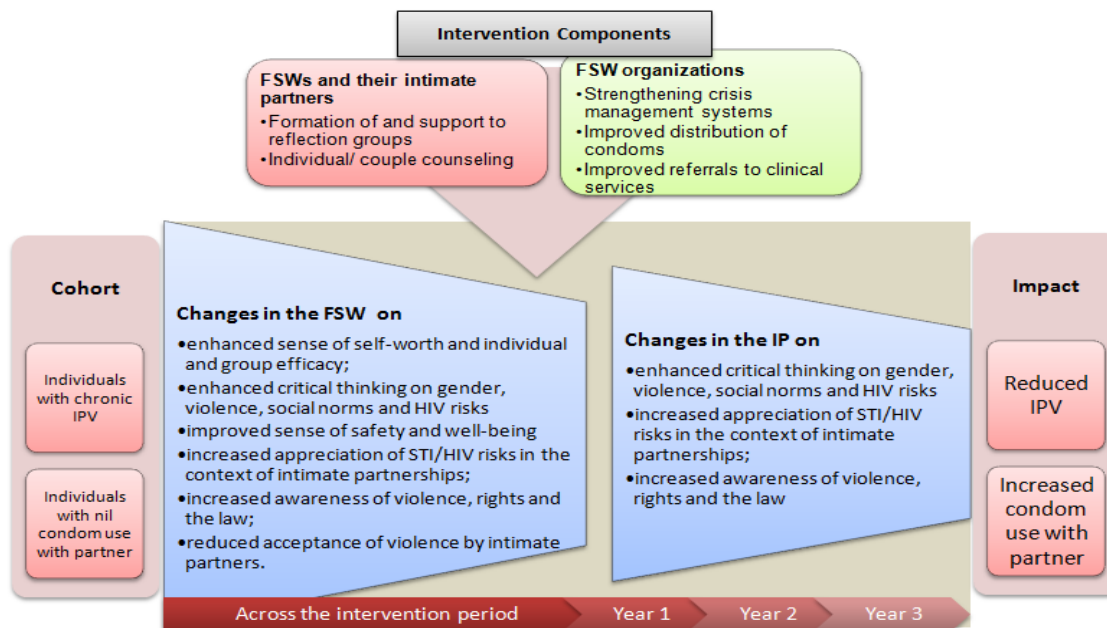 Intervention Components
FSWs and their intimate
partners
•Formation of and support to
reflection groups
•Individual/ couple counseling
FSW organizations
•Strengthening crisis
management systems
•Improved distribution of
condoms
•Improved referrals to clinical
services
Cohort
Individuals
with chronic
IPV
Individuals
with nil
condom use
with partner
Changes in the FSW on
•enhanced sense of self-worth and individual
and group efficacy;
•enhanced critical thinking on gender,
violence, social norms and HIV risks
•improved sense of safety and well-being
•increased appreciation of STI/HIV risks in the
context of intimate partnerships;
•increased awareness of violence, rights and
the law;
•reduced acceptance of violence by intimate
partners.
Changes in the IP on
•enhanced critical thinking on gender,
violence, social norms and HIV risks
•increased appreciation of STI/HIV
risks in the context of intimate
partnerships;
•increased awareness of violence,
rights and the law
Impact
Reduced
IPV
Increased
condom
use with
partner
Across the intervention period
Year 1
Year 2
Year 3